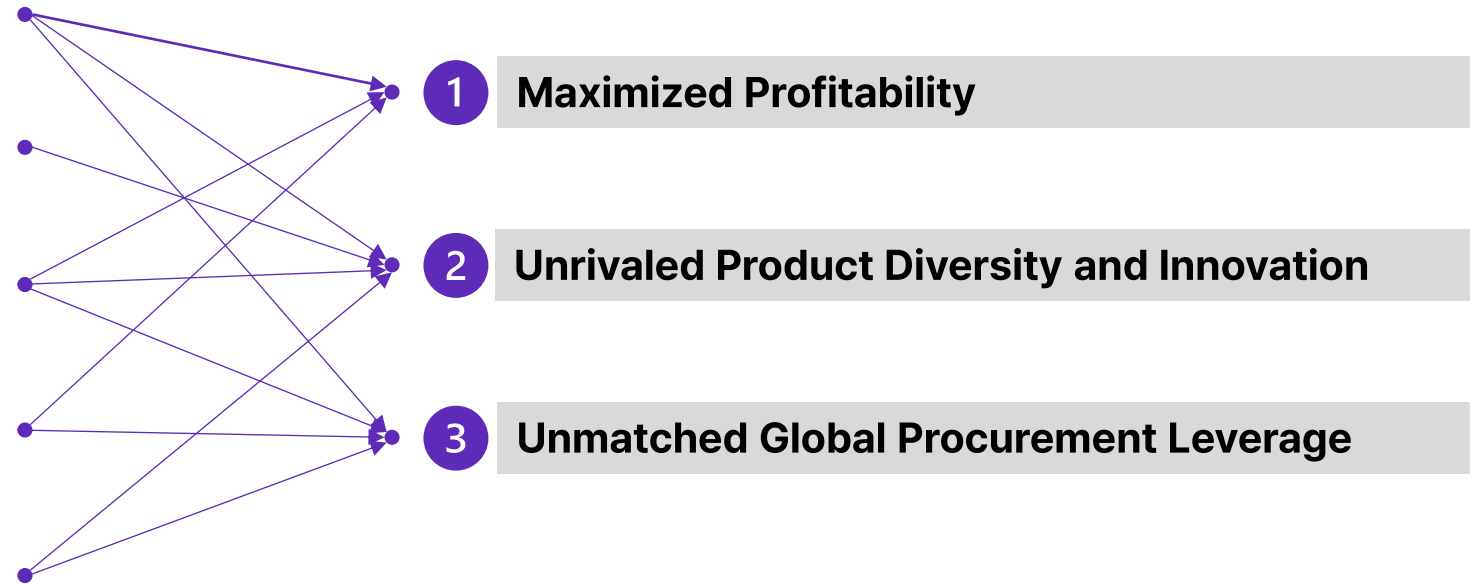 1 Maximized Profitability
2 Unrivaled Product Diversity and Innovation
3 Unmatched Global Procurement Leverage